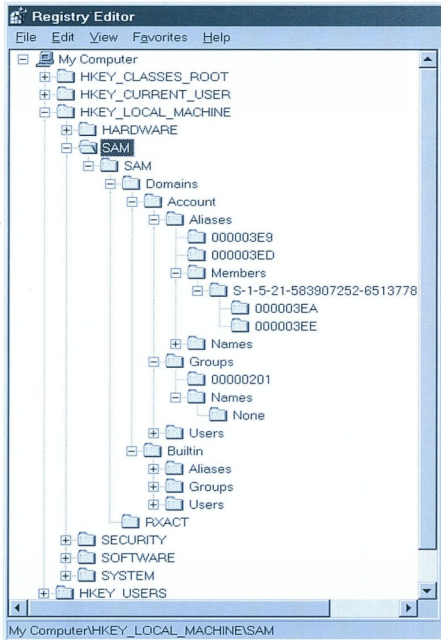 Registry Editor
File Edit View Favorites Help
My Computer
HKEY_CLASSES_ROOT
HKEY_CURRENT_USER
HKEY_LOCAL_MACHINE
HARDWARE
SAM
SAM
Domains
Account
Aliases
000003E9
000003ED
Members
S-1-5-21-583907252-6513778
000003EA
000003EE
Names
Groups
00000201
Names
None
Users
Builtin
Aliases
Groups
Users
RXACT
SECURITY
SOFTWARE
SYSTEM
HKEY_USERS
My Computer\HKEY_LOCAL_MACHINE\SAM